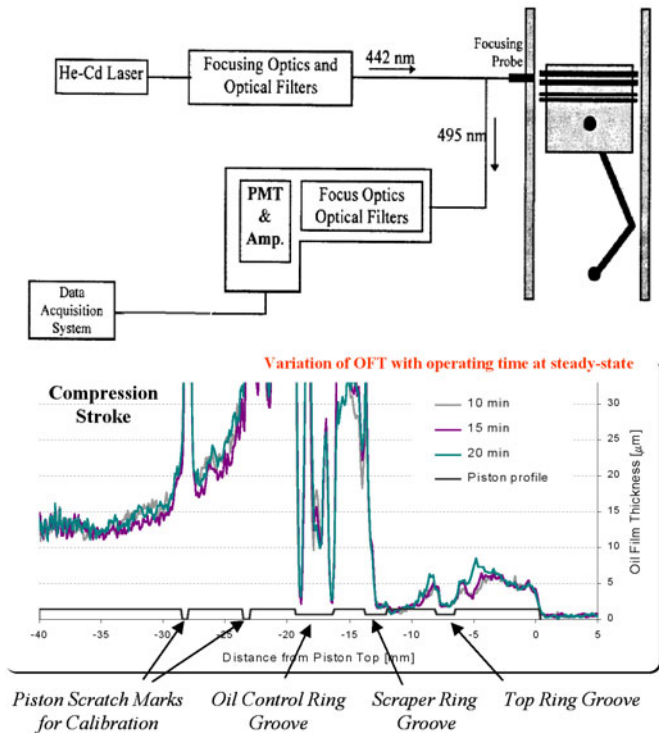 He-Cd Laser
Focusing Optics and
Optical Filters
442 nm
Focusing
Probe
495 nm
PMT
&
Amp.
Focus Optics
Optical Filters
Data
Acquisition
System
Variation of OFT with operating time at steady-state
Compression
Stroke
10 min
15 min
20 min
Piston profile
30
25
20
15
10
5
0
Oil Film Thickness [μm]
-40
-35
-30
-25
-20
-15
-10
-5
0
5
Distance from Piston Top [mm]
Piston Scratch Marks
for Calibration
Oil Control Ring
Groove
Scraper Ring
Groove
Top Ring Groove